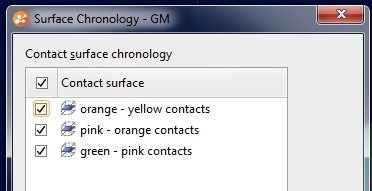 Surface Chronology - GM
Contact surface chronology
Contact surface
orange - yellow contacts
pink - orange contacts
green - pink contacts